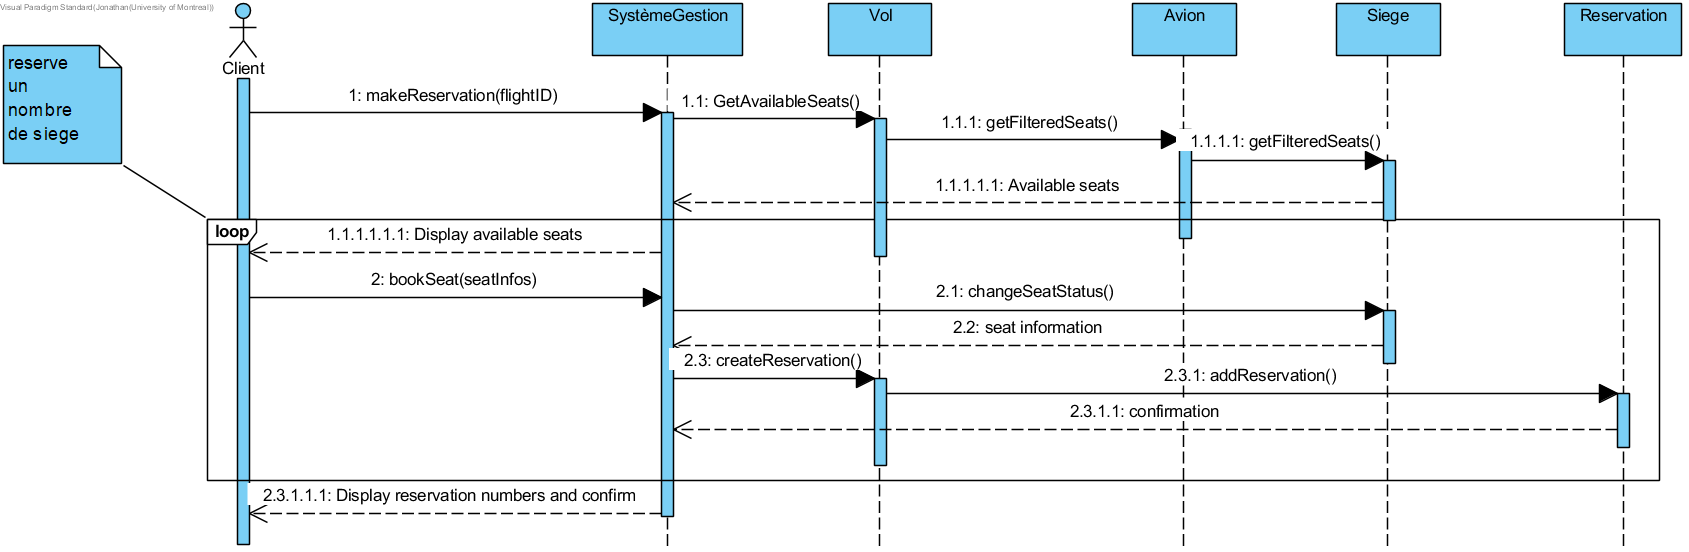 Visual Paradigm Standard(Jonathan(University of Montreal))
SystèmeGestion
Vol
Avion
Siege
Reservation
Client
reserve
un
nombre
de siege
1: makeReservation(flightID)
1.1: GetAvailableSeats()
1.1.1: getFilteredSeats()
1.1.1.1: getFilteredSeats()
1.1.1.1.1: Available seats
loop
1.1.1.1.1.1: Display available seats
2: bookSeat(seatInfos)
2.1: changeSeatStatus()
2.2: seat information
2.3: createReservation()
2.3.1: addReservation()
2.3.1.1: confirmation
2.3.1.1.1: Display reservation numbers and confirm